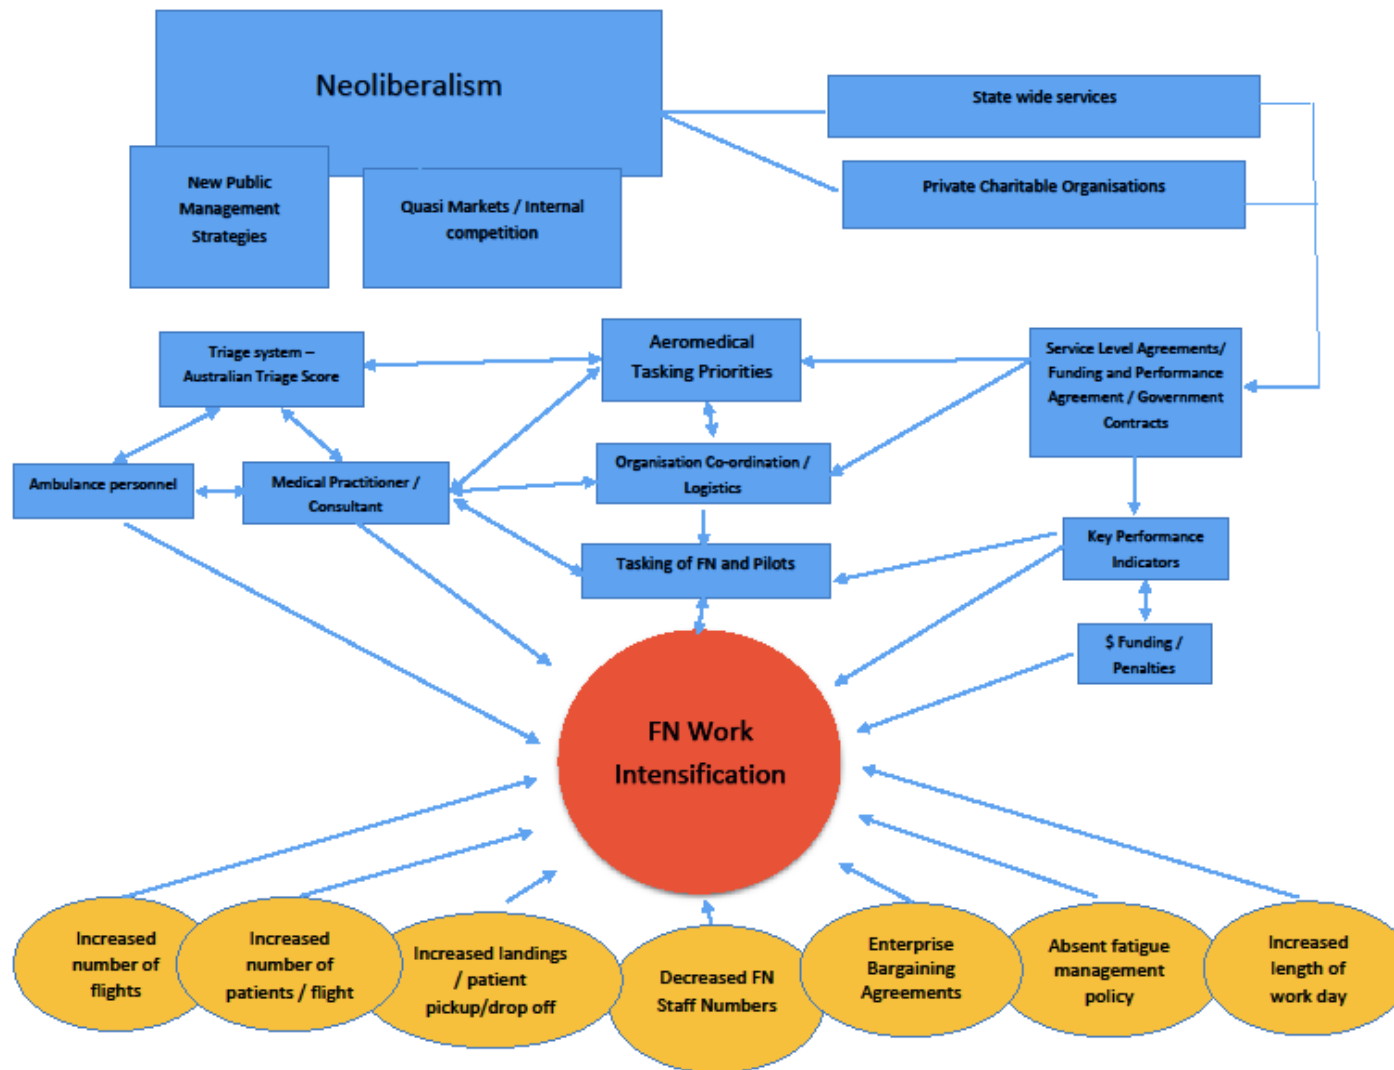 Neoliberalism
State wide services
Private Charitable Organisations
New Public
Management
Strategies
Quasi Markets / Internal
competition
Triage system –
Australian Triage Score
Aeromedical
Tasking Priorities
Service Level Agreements/
Funding and Performance
Agreement / Government
Contracts
Ambulance personnel
Medical Practitioner /
Consultant
Organisation Co-ordination /
Logistics
Tasking of FN and Pilots
Key Performance
Indicators
$ Funding /
Penalties
FN Work
Intensification
Increased
number of
flights
Increased
number of
patients / flight
Increased landings
/ patient
pickup/drop off
Decreased FN
Staff Numbers
Enterprise
Bargaining
Agreements
Absent fatigue
management
policy
Increased
length of
work day